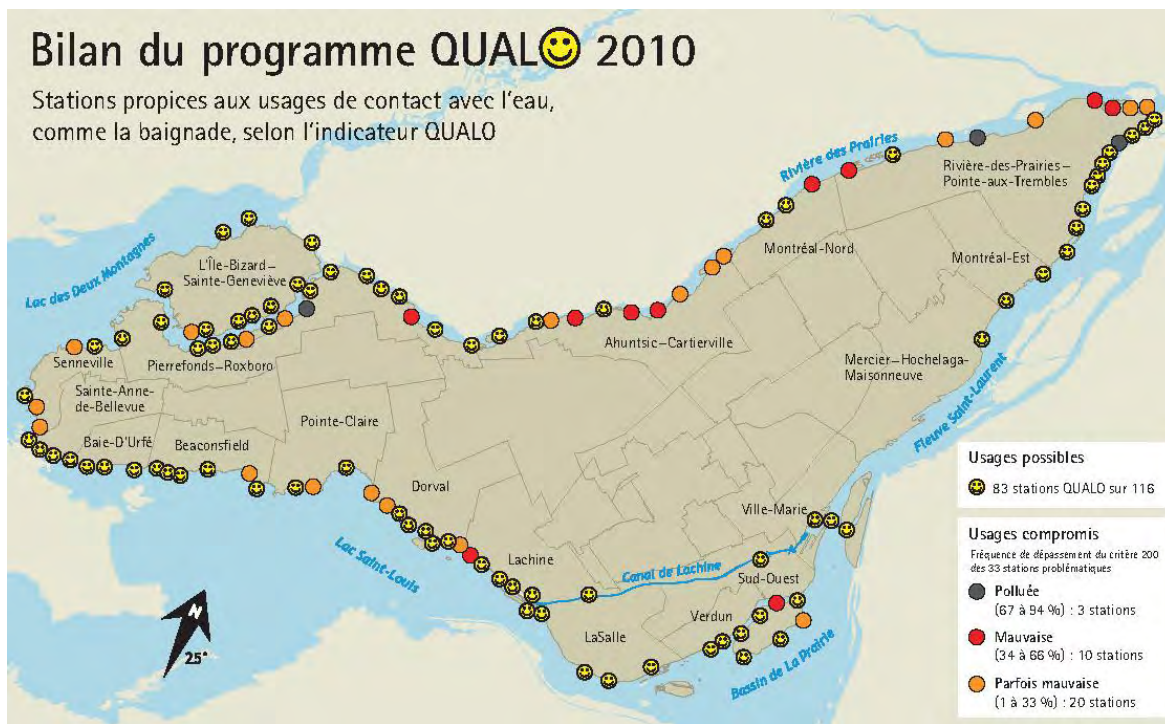 Bilan du programme QUALO 2010
Stations propices aux usages de contact avec l'eau,
comme la baignade, selon l'indicateur QUALO
Rivière des Prairies
Rivière-des-Prairies–
Pointe-aux-Trembles
Lac des Deux Montagnes
L'Île-Bizard–
Sainte-Geneviève
Montréal-Nord
Montréal-Est
Senneville
Pierrefonds-Roxboro
Ahuntsic–Cartierville
Mercier–Hochelaga-
Maisonneuve
Sainte-Anne-
de-Bellevue
Pointe-Claire
Baie-D'Urfé
Beaconsfield
Fleuve Saint-Laurent
Dorval
Ville-Marie
Lachine
Lac Saint-Louis
Canal de Lachine
Sud-Ouest
Verdun
LaSalle
Bassin de La Prairie
N
25°
Usages possibles
83 stations QUALO sur 116
Usages compromis
Fréquence de dépassement du critère 200
des 33 stations problématiques
Polluée
(67 à 94 %) : 3 stations
Mauvaise
(34 à 66 %) : 10 stations
Parfois mauvaise
(1 à 33 %) : 20 stations